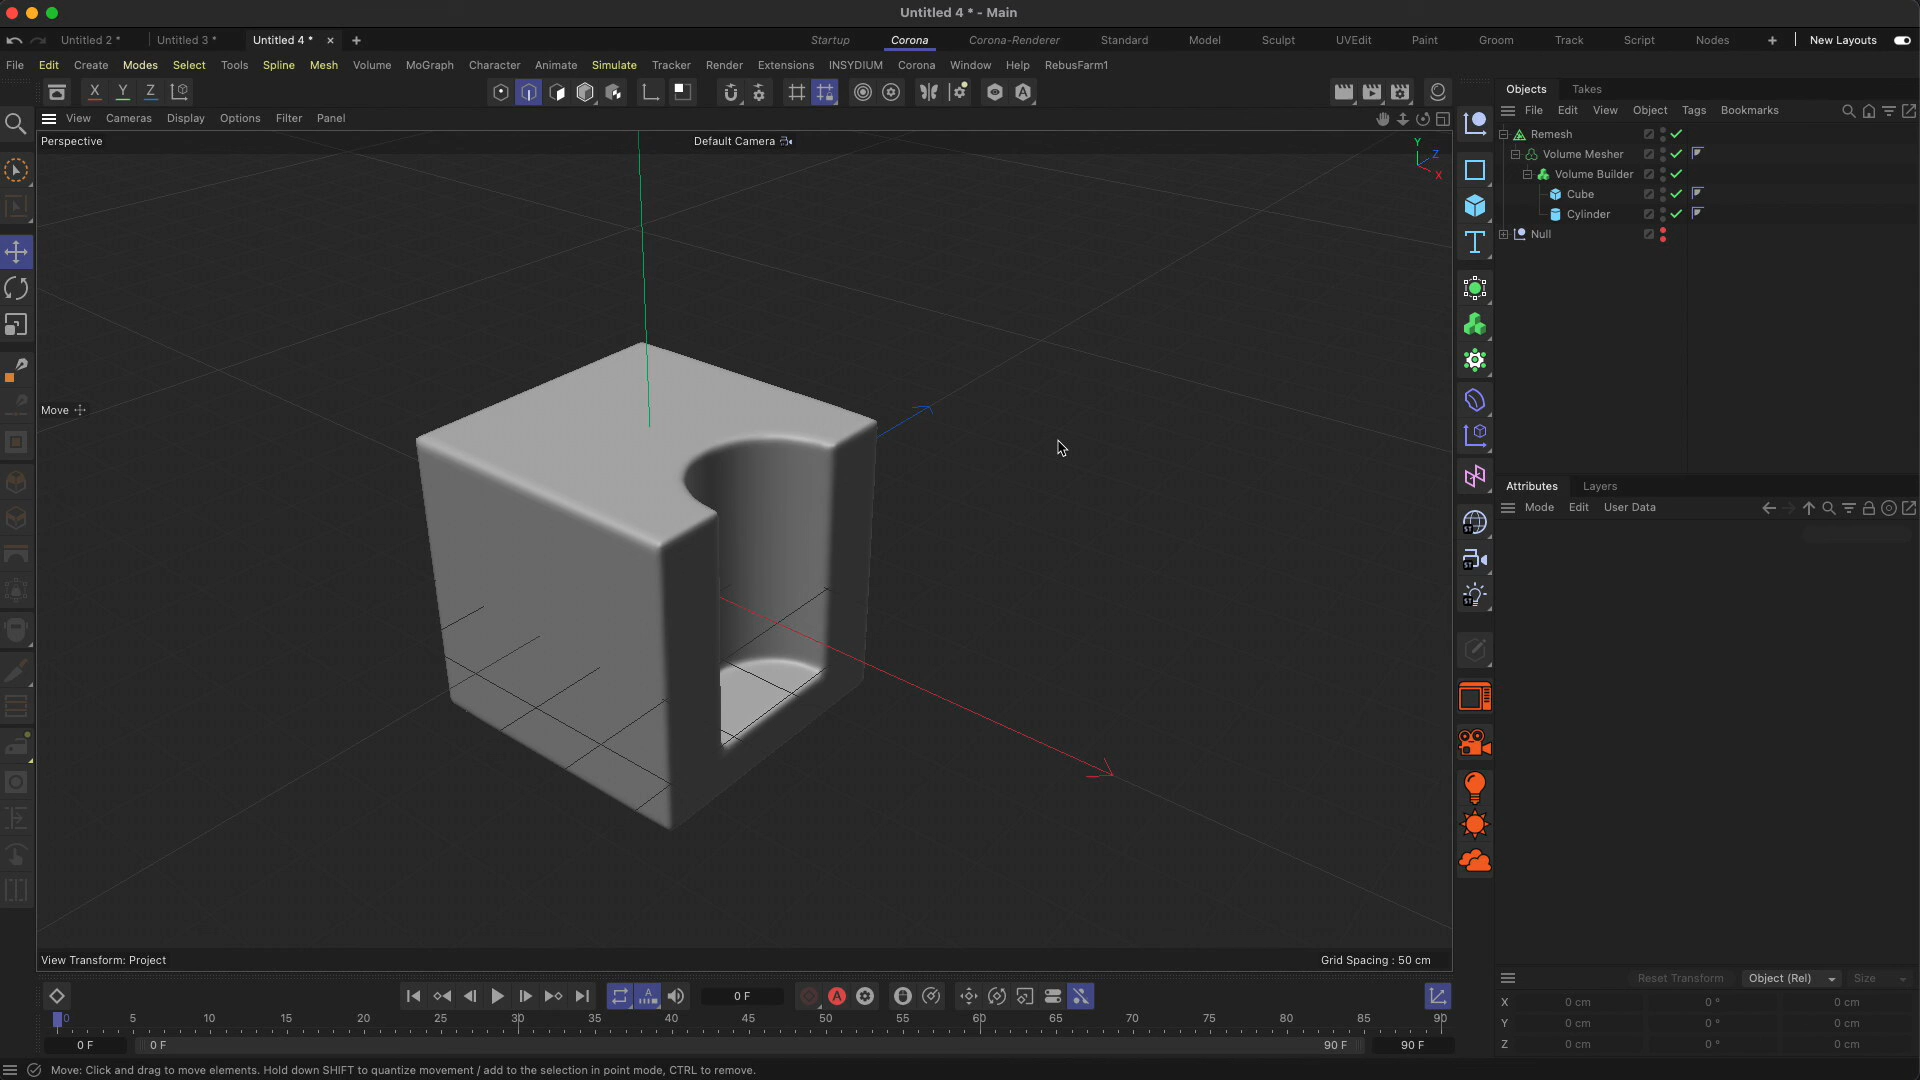 Untitled 4 * - Main
Untitled 2 * Untitled 3 * Untitled 4 * Startup Corona Corona-Renderer Standard Model Sculpt UVEdit Paint Groom Track Script Nodes New Layouts
File Edit Create Modes Select Tools Spline Mesh Volume MoGraph Character Animate Simulate Tracker Render Extensions INSYDIUM Corona Window Help RebusFarm1
X Y Z
Objects Takes
File Edit View Object Tags Bookmarks
View Cameras Display Options Filter Panel
Perspective
Default Camera
Y
Z
X
Remesh
Volume Mesher
Volume Builder
Cube
Cylinder
Null
Move
Attributes Layers
Mode Edit User Data
ST
ST
ST
View Transform: Project
Grid Spacing : 50 cm
Reset Transform Object (Rel) Size
0 F
0 5 10 15 20 25 30 35 40 45 50 55 60 65 70 75 80 85 90
0 F 0 F 90 F 90 F
X 0 cm 0 ° 0 cm
Y 0 cm 0 ° 0 cm
Z 0 cm 0 ° 0 cm
Move: Click and drag to move elements. Hold down SHIFT to quantize movement / add to the selection in point mode, CTRL to remove.